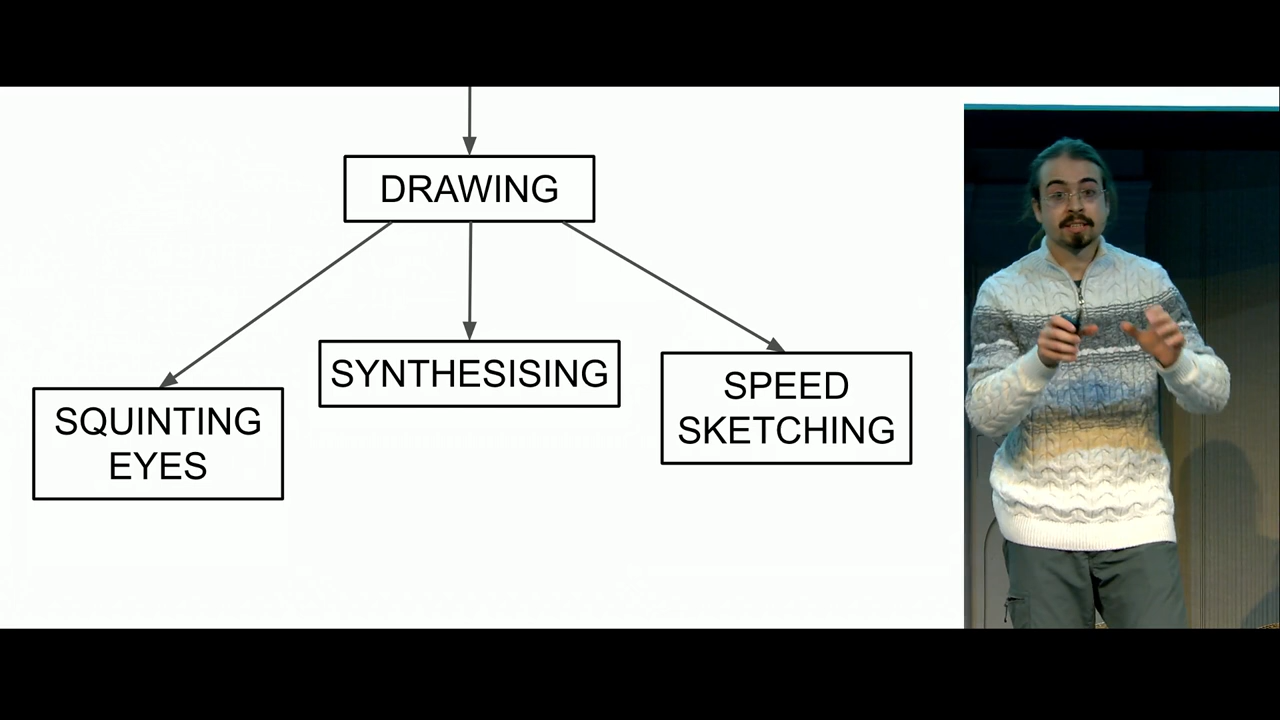 DRAWING
SQUINTING
EYES
SYNTHESISING
SPEED
SKETCHING